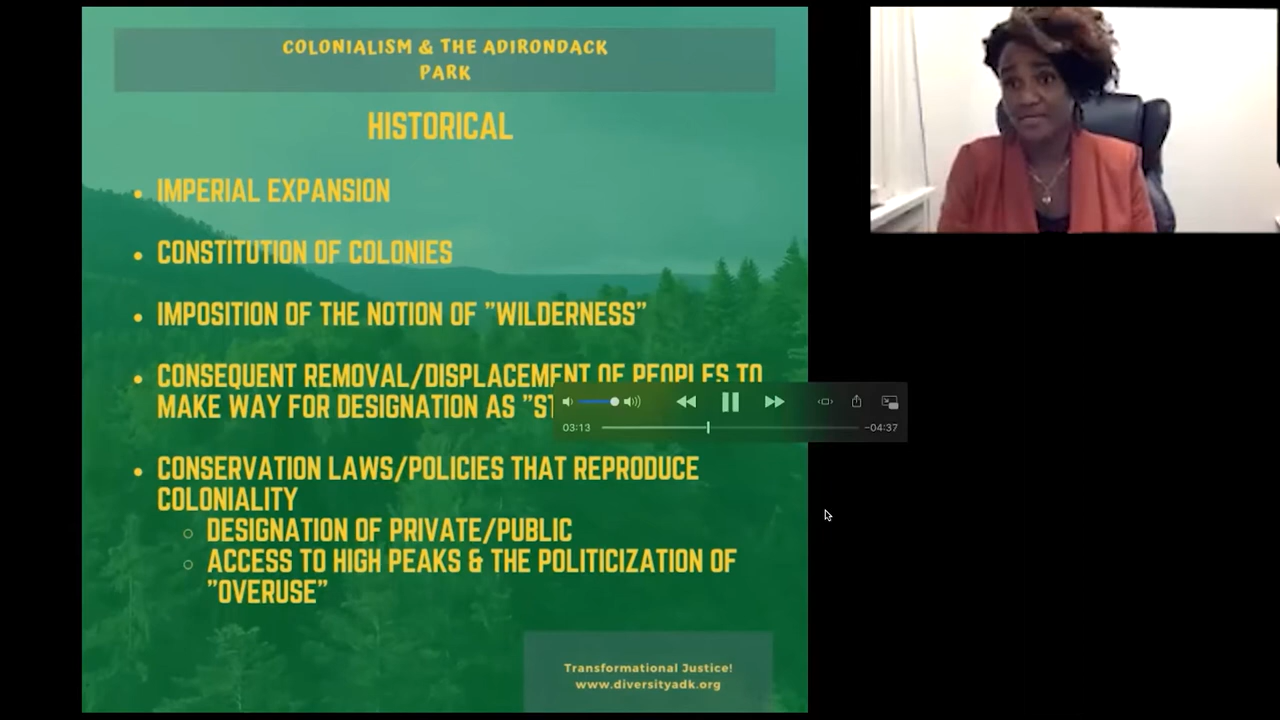 COLONIALISM & THE ADIRONDACK
PARK
HISTORICAL
• IMPERIAL EXPANSION
• CONSTITUTION OF COLONIES
• IMPOSITION OF THE NOTION OF "WILDERNESS"
• CONSEQUENT REMOVAL/DISPLACEMENT OF PEOPLES TO
MAKE WAY FOR DESIGNATION AS
• CONSERVATION LAWS/POLICIES THAT REPRODUCE
COLONIALITY
○ DESIGNATION OF PRIVATE/PUBLIC
○ ACCESS TO HIGH PEAKS & THE POLITICIZATION OF
"OVERUSE"
03:13
-04:37
Transformational Justice!
www.diversityadk.org